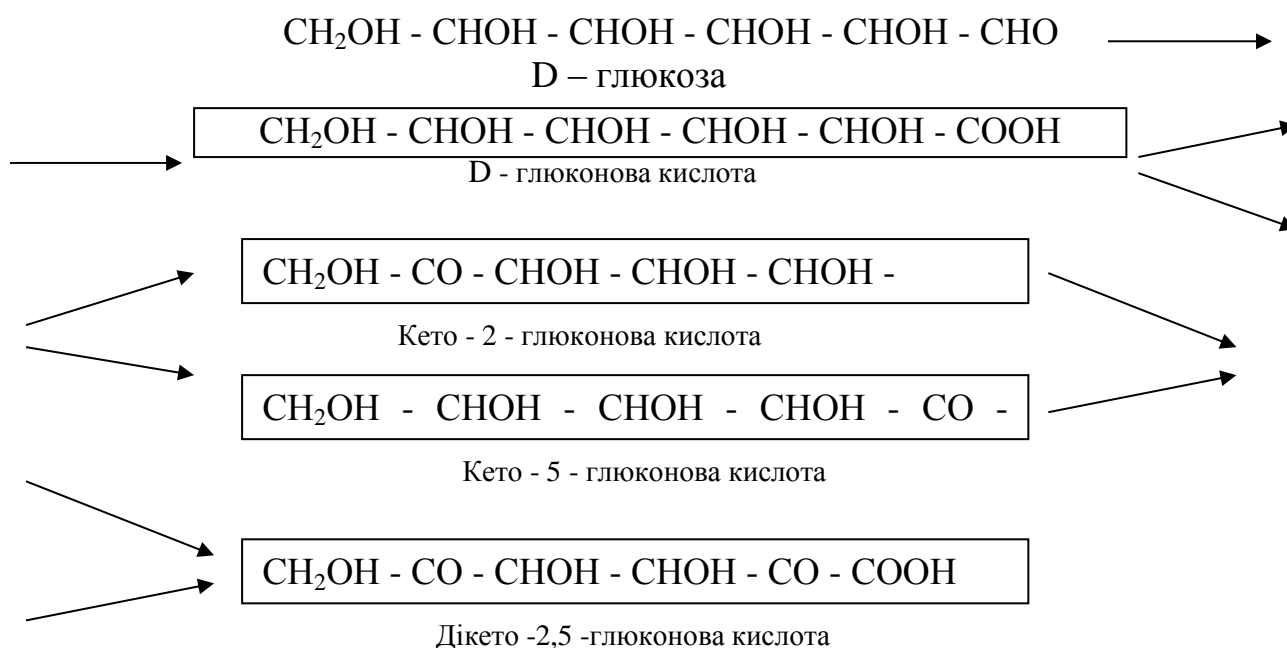 CH₂OH - CHOH - CHOH - CHOH - CHOH - CHO
D – глюкоза
CH₂OH - CHOH - CHOH - CHOH - CHOH - COOH
D - глюконова кислота
CH₂OH - CO - CHOH - CHOH - CHOH -
Кето - 2 - глюконова кислота
CH₂OH - CHOH - CHOH - CHOH - CO -
Кето - 5 - глюконова кислота
CH₂OH - CO - CHOH - CHOH - CO - COOH
Дікето -2,5 -глюконова кислота